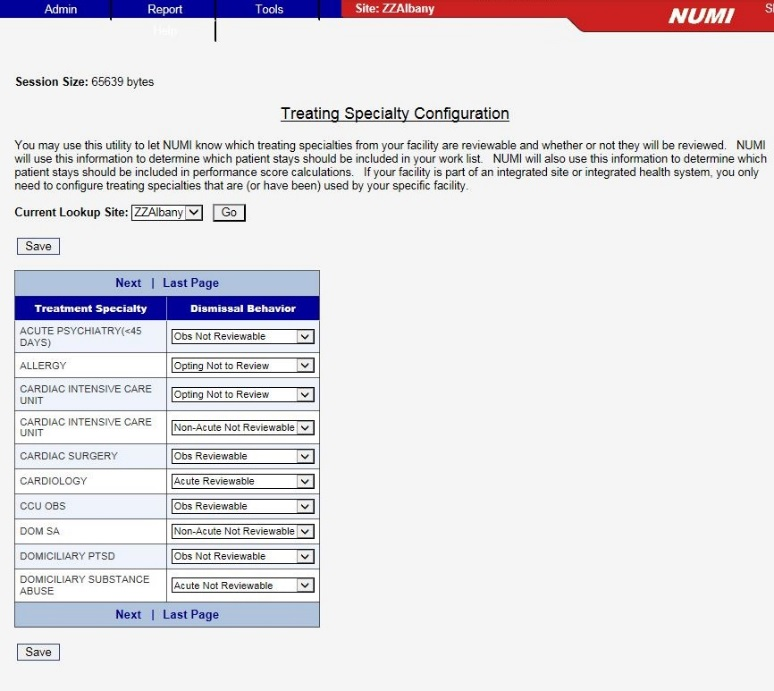 Admin Report Tools Site: ZZAlbany NUMI
Help
Session Size: 65639 bytes
Treating Specialty Configuration
You may use this utility to let NUMI know which treating specialties from your facility are reviewable and whether or not they will be reviewed. NUMI
will use this information to determine which patient stays should be included in your work list. NUMI will also use this information to determine which
patient stays should be included in performance score calculations. If your facility is part of an integrated site or integrated health system, you only
need to configure treating specialties that are (or have been) used by your specific facility.
Current Lookup Site: ZZAlbany Go
Save
Next | Last Page
Treatment Specialty Dismissal Behavior
ACUTE PSYCHIATRY(<45
DAYS) Obs Not Reviewable
ALLERGY Opting Not to Review
CARDIAC INTENSIVE CARE
UNIT Opting Not to Review
CARDIAC INTENSIVE CARE
UNIT Non-Acute Not Reviewable
CARDIAC SURGERY Obs Reviewable
CARDIOLOGY Acute Reviewable
CCU OBS Obs Reviewable
DOM SA Non-Acute Not Reviewable
DOMICILIARY PTSD Obs Not Reviewable
DOMICILIARY SUBSTANCE
ABUSE Acute Not Reviewable
Next | Last Page
Save